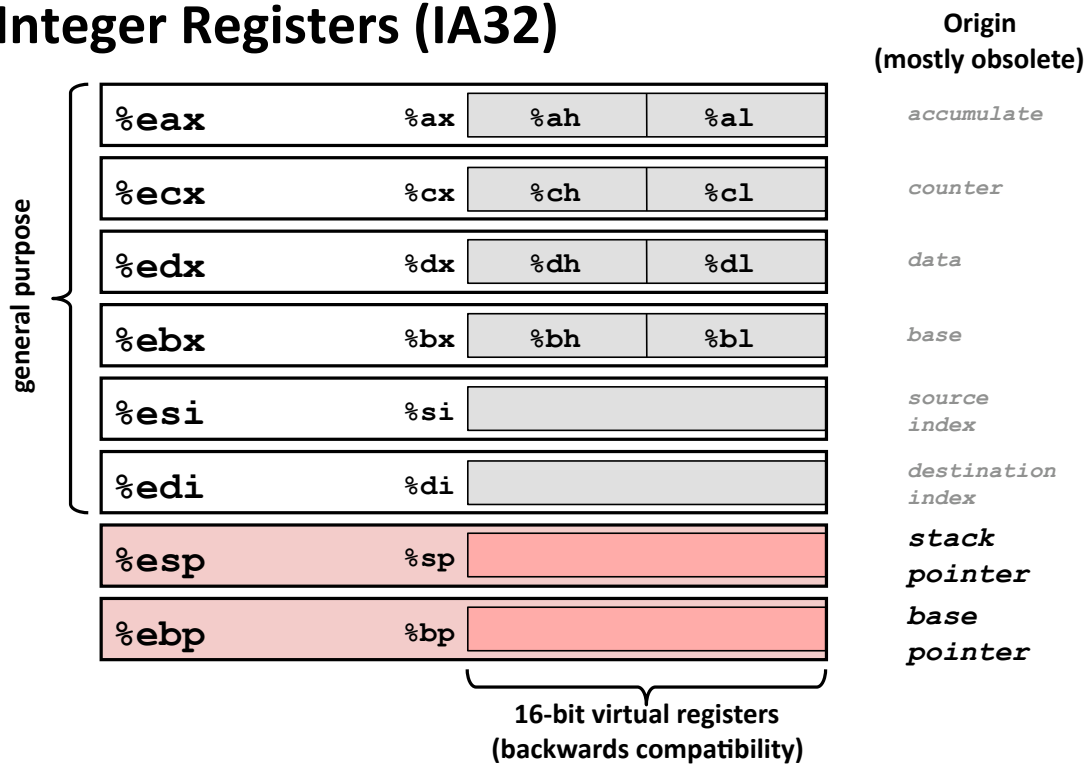 Integer Registers (IA32)
Origin
(mostly obsolete)
general purpose
%eax %ax %ah %al accumulate
%ecx %cx %ch %cl counter
%edx %dx %dh %dl data
%ebx %bx %bh %bl base
%esi %si source
index
%edi %di destination
index
%esp %sp stack
pointer
%ebp %bp base
pointer
16-bit virtual registers
(backwards compatibility)